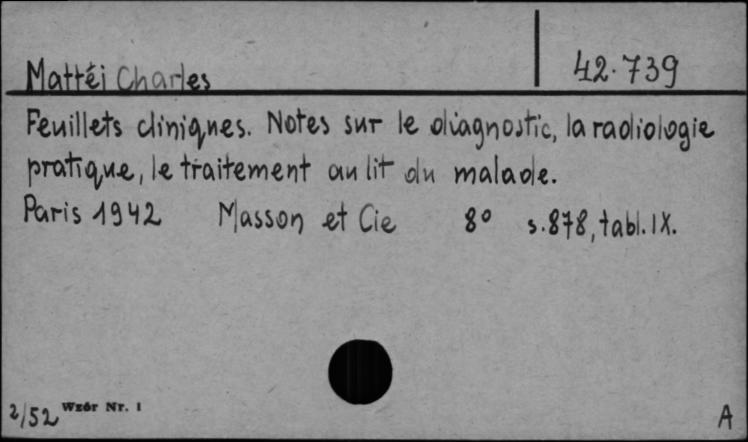 Mattéi Charles
42.739
Feuillets cliniques. Notes sur le diagnostic, la radiologie
pratique, le traitement au lit du malade.
Paris 1942 Masson et Cie 8° s.878, tabl. IX.
2/52 Wzór Nr. 1
A